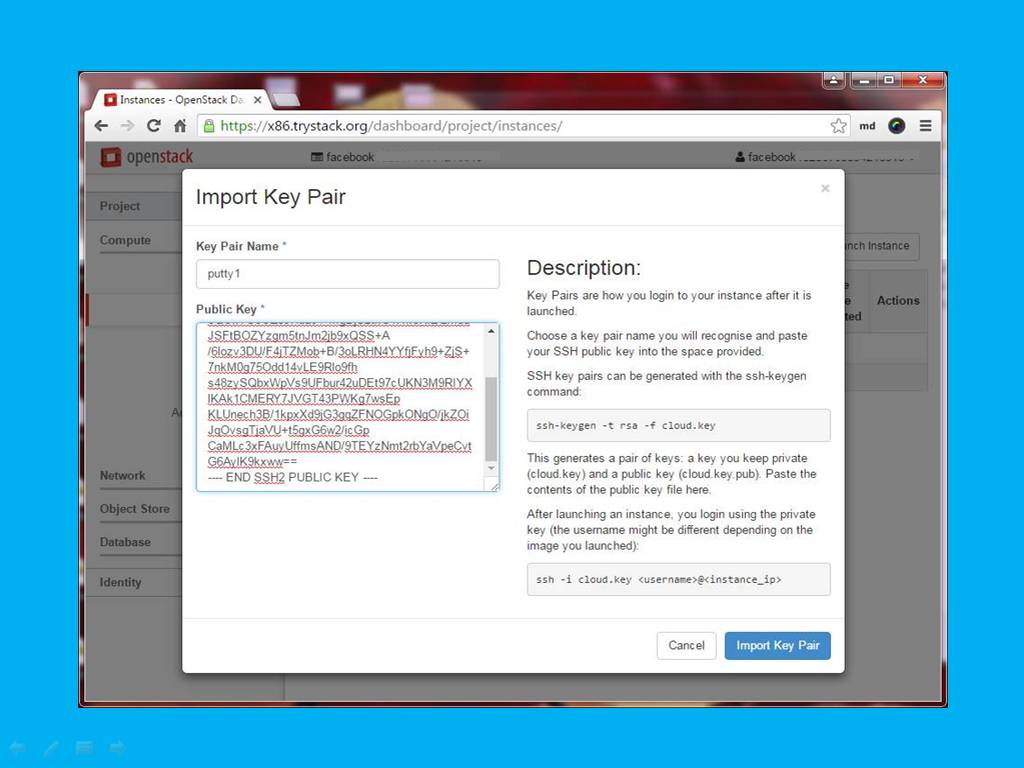 Instances - OpenStack Da
https://x86.trystack.org/dashboard/project/instances/
md
openstack
facebook
facebook
Import Key Pair
Project
Compute
Network
Object Store
Database
Identity
nch Instance
Actions
Key Pair Name *
putty1
Public Key *
JSFtBOZYzgm5tnJm2jb9xQSS+A
/6lozv3DU/F4jTZMob+B/3oLRHN4YYfjFyh9+ZjS+
7nkM0g75Odd14vLE9Rlo9fh
s48zySQbxWpVs9UFbur42uDEt97cUKN3M9RIYX
IKAk1CMERY7JVGT43PWKg7wsEp
KLUnech3B/1kpxXd9jG3gqZFNOGpkONgO/jkZOi
JqOvsgTjaVU+t5gxG6w2/icGp
CaMLc3xFAuyUffmsAND/9TEYzNmt2rbYaVpeCvt
G6AyIK9kxww==
---- END SSH2 PUBLIC KEY ----
Description:
Key Pairs are how you login to your instance after it is
launched.
Choose a key pair name you will recognise and paste
your SSH public key into the space provided.
SSH key pairs can be generated with the ssh-keygen
command:
ssh-keygen -t rsa -f cloud.key
This generates a pair of keys: a key you keep private
(cloud.key) and a public key (cloud.key.pub). Paste the
contents of the public key file here.
After launching an instance, you login using the private
key (the username might be different depending on the
image you launched):
ssh -i cloud.key <username>@<instance_ip>
Cancel
Import Key Pair